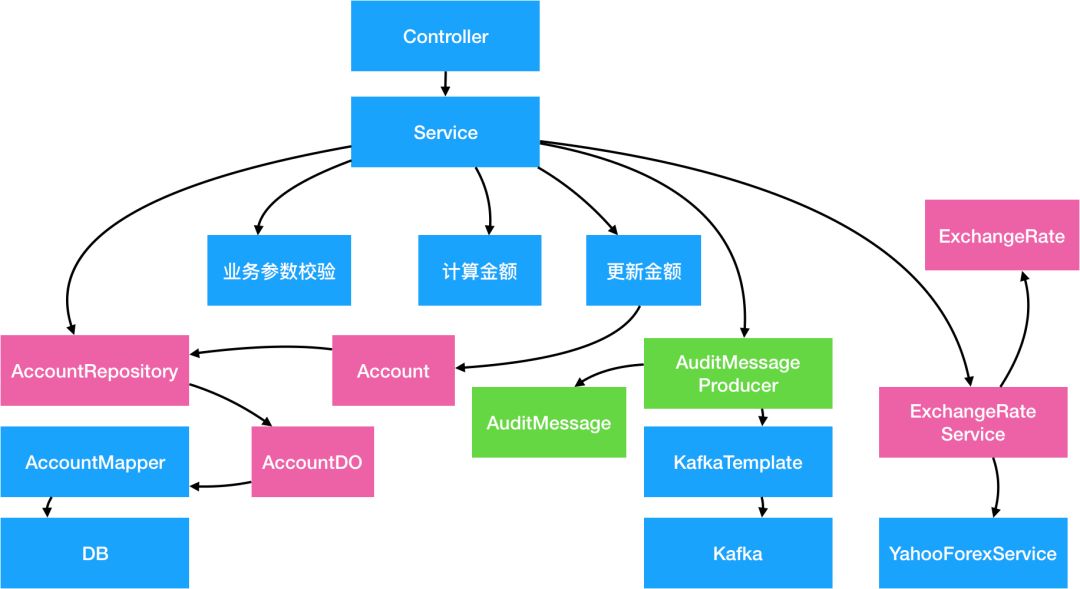 Controller
Service
ExchangeRate
业务参数校验
计算金额
更新金额
AccountRepository
Account
AuditMessage
Producer
AuditMessage
ExchangeRate
Service
AccountMapper
AccountDO
KafkaTemplate
DB
Kafka
YahooForexService